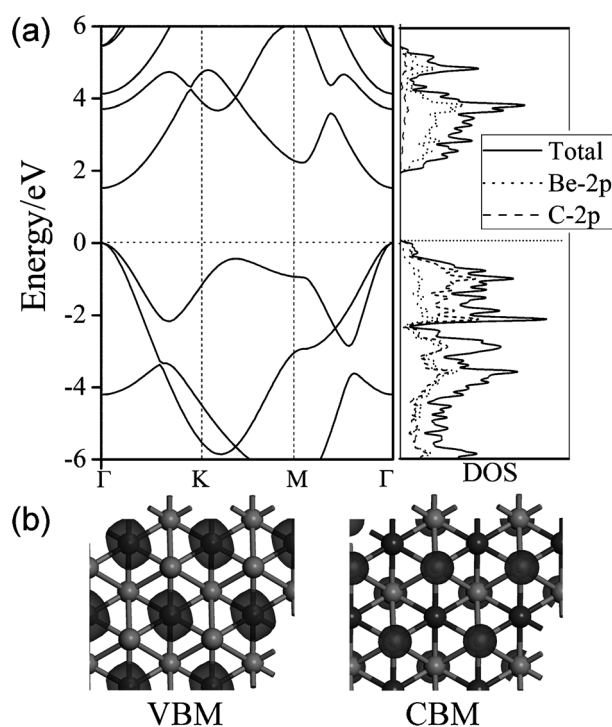 (a)
6
4
2
0
-2
-4
-6
Energy/eV
Γ K M Γ
DOS
Total
Be-2p
C-2p
(b)
VBM CBM